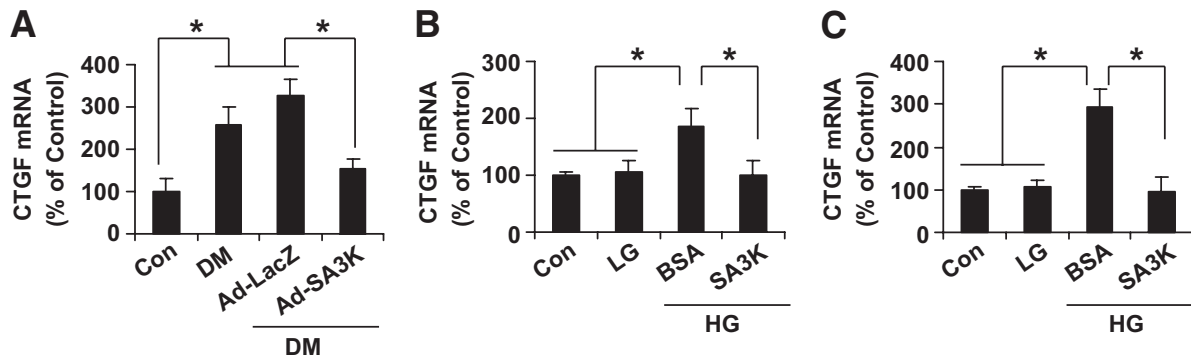 A
CTGF mRNA
(% of Control)
400
300
200
100
0
*
*
Con
DM
Ad-LacZ
Ad-SA3K
DM
B
CTGF mRNA
(% of Control)
300
200
100
0
*
*
Con
LG
BSA
SA3K
HG
C
CTGF mRNA
(% of Control)
400
300
200
100
0
*
*
Con
LG
BSA
SA3K
HG